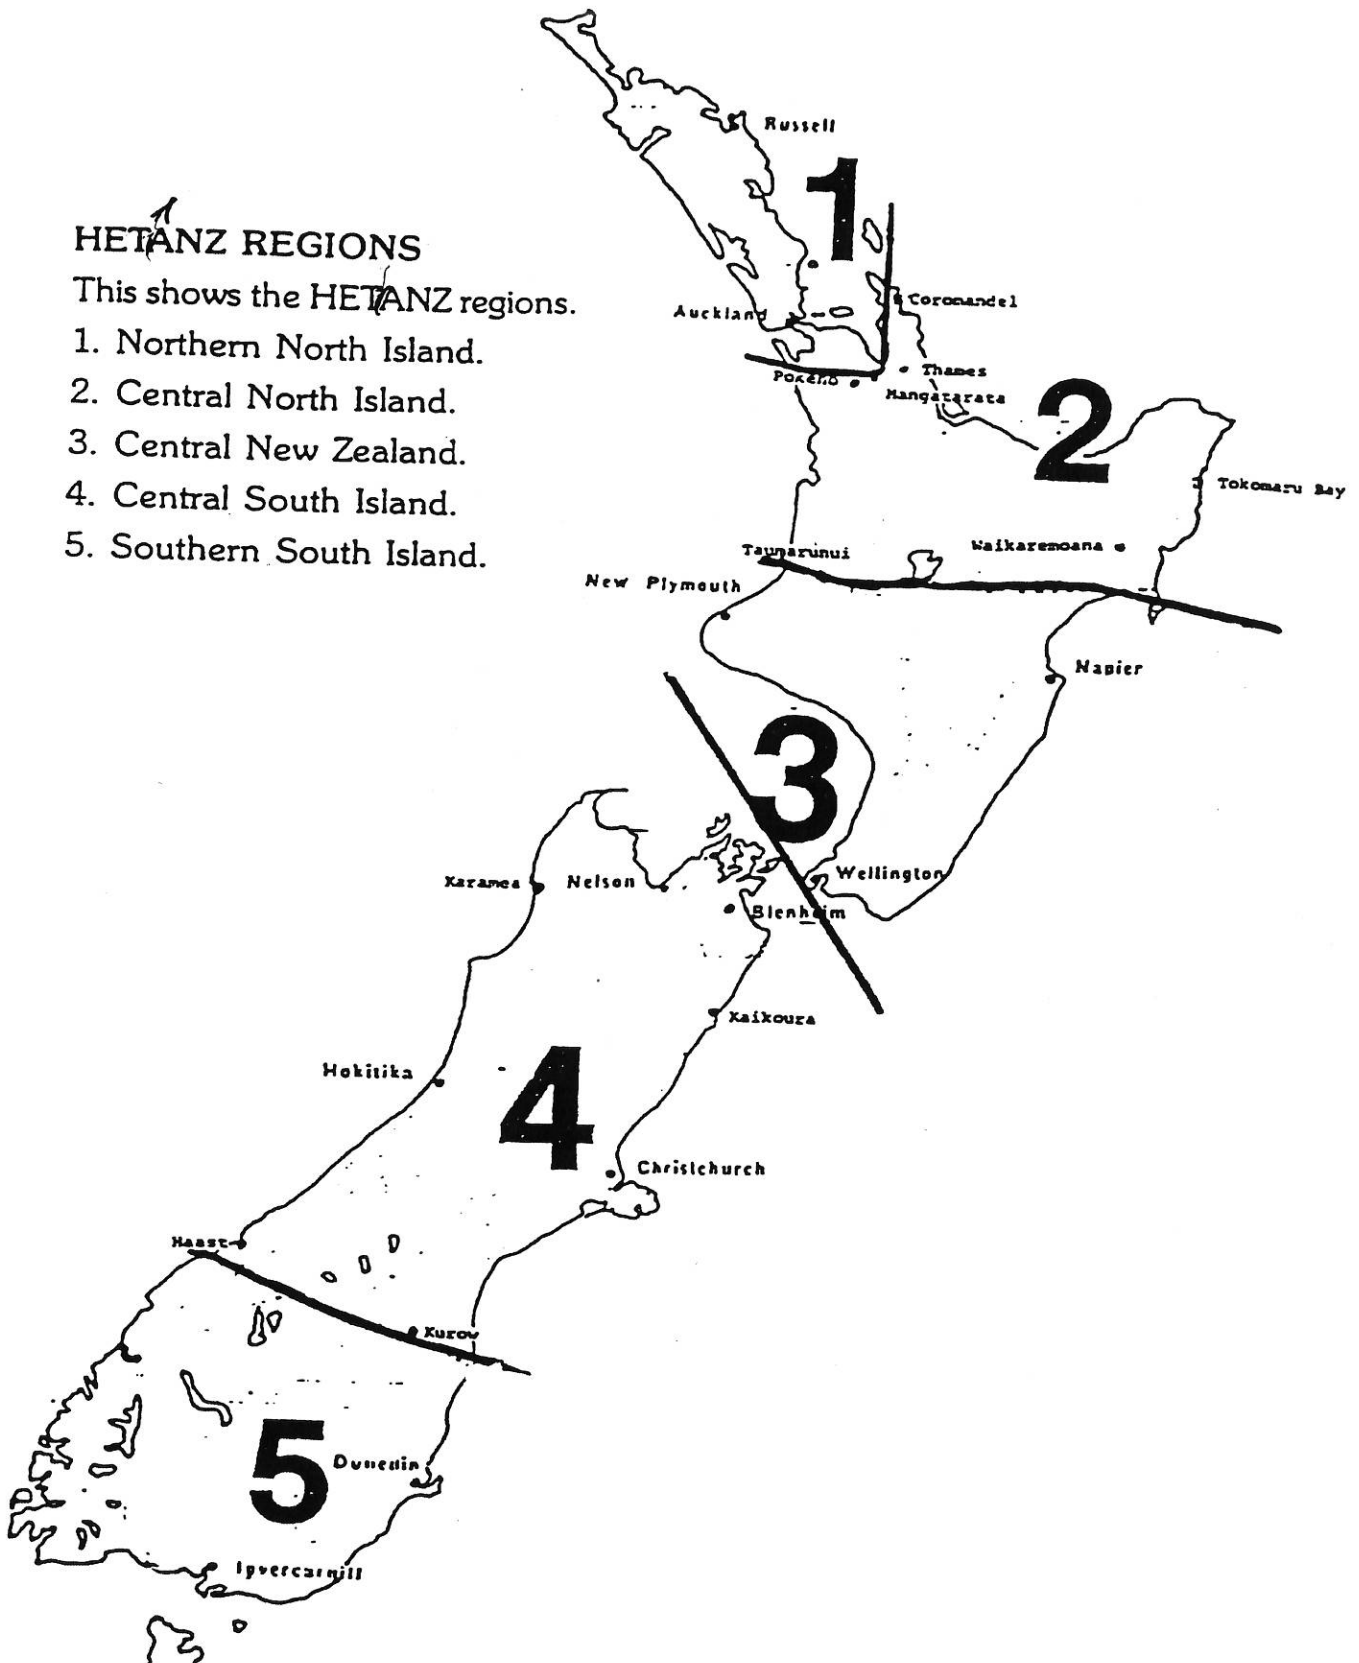 HETANZ REGIONS
This shows the HETANZ regions.
1. Northern North Island.
2. Central North Island.
3. Central New Zealand.
4. Central South Island.
5. Southern South Island.
Russell
1
Auckland
Coromandel
Pokeno
Thames
Mangatarata
2
Tokomaru Bay
Taumarunui
Waikaremoana
New Plymouth
Napier
3
Karamea
Nelson
Wellington
Blenheim
Kaikoura
Hokitika
4
Christchurch
Haast
Kurow
5
Dunedin
Invercargill